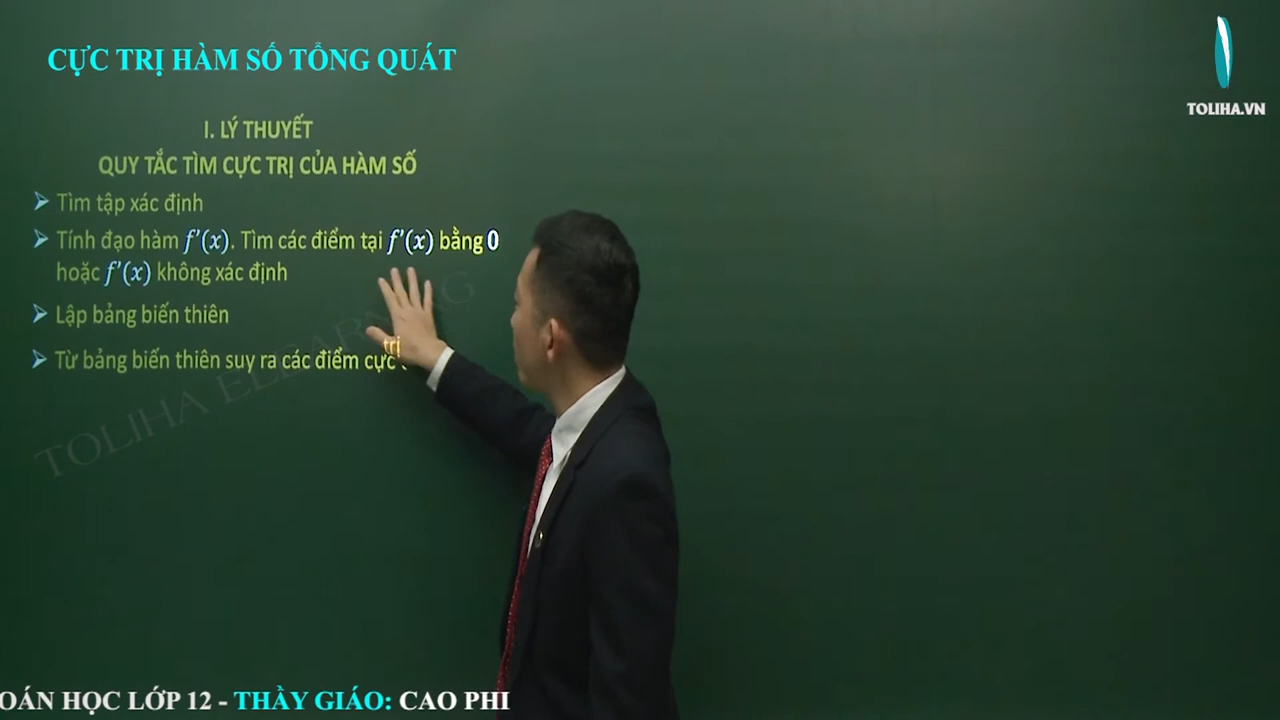 CỰC TRỊ HÀM SỐ TỔNG QUÁT
TOLIHA.VN
I. LÝ THUYẾT
QUY TẮC TÌM CỰC TRỊ CỦA HÀM SỐ
Tìm tập xác định
Tính đạo hàm f'(x). Tìm các điểm tại f'(x) bằng 0
hoặc f'(x) không xác định
Lập bảng biến thiên
Từ bảng biến thiên suy ra các điểm cực trị
TOLIHA ELEARNING
OÁN HỌC LỚP 12 - THẦY GIÁO: CAO PHI